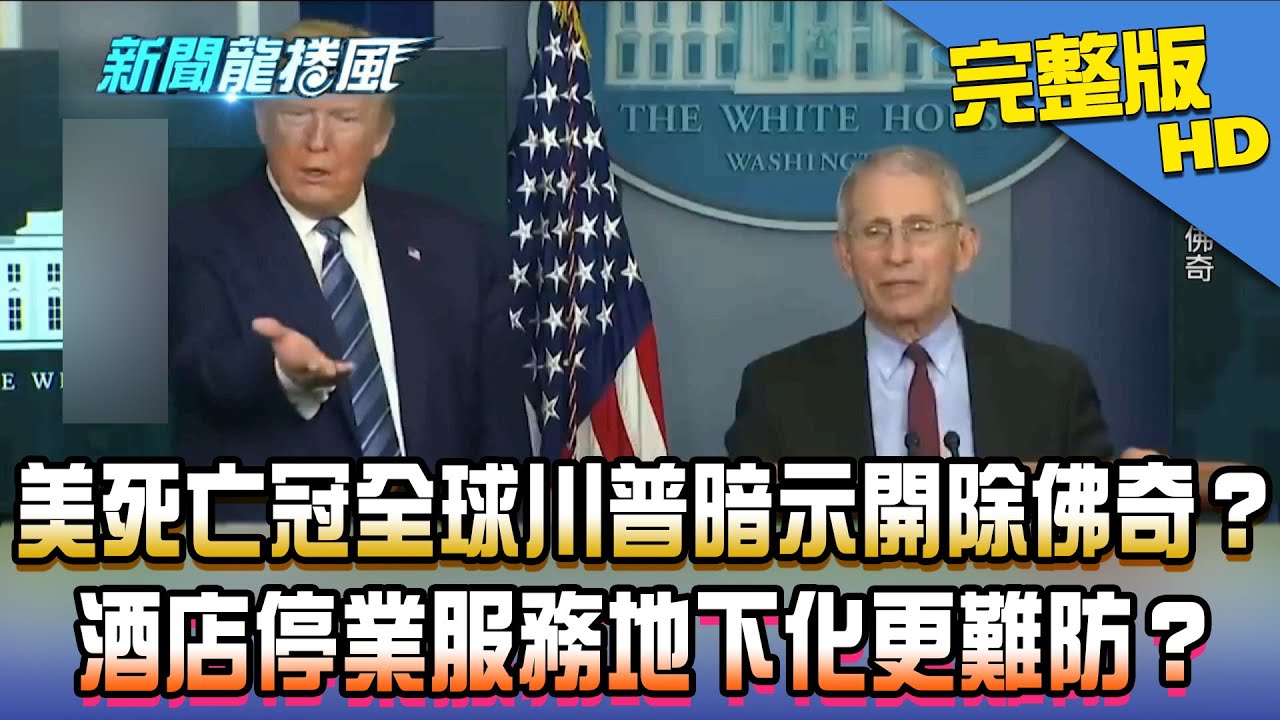 新聞龍捲風
完整版
HD
THE WHITE HOUSE
WASHINGT
佛奇
E W
美死亡冠全球川普暗示開除佛奇？
酒店停業服務地下化更難防？